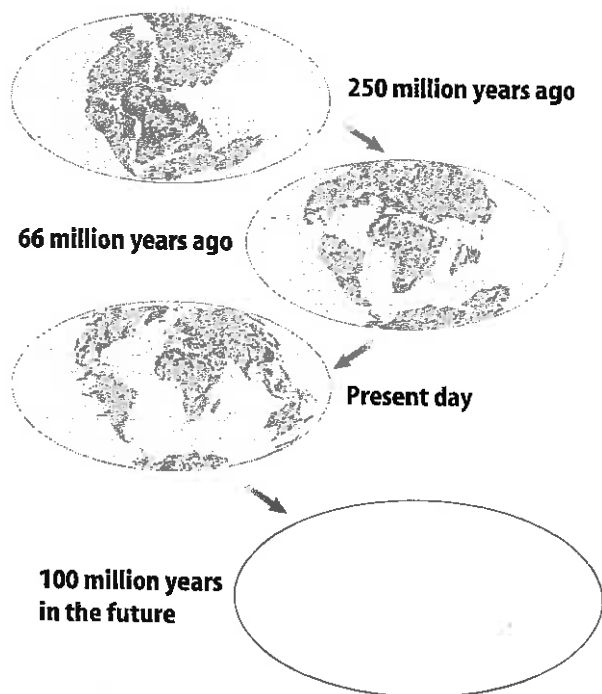 250 million years ago
66 million years ago
Present day
100 million years
in the future